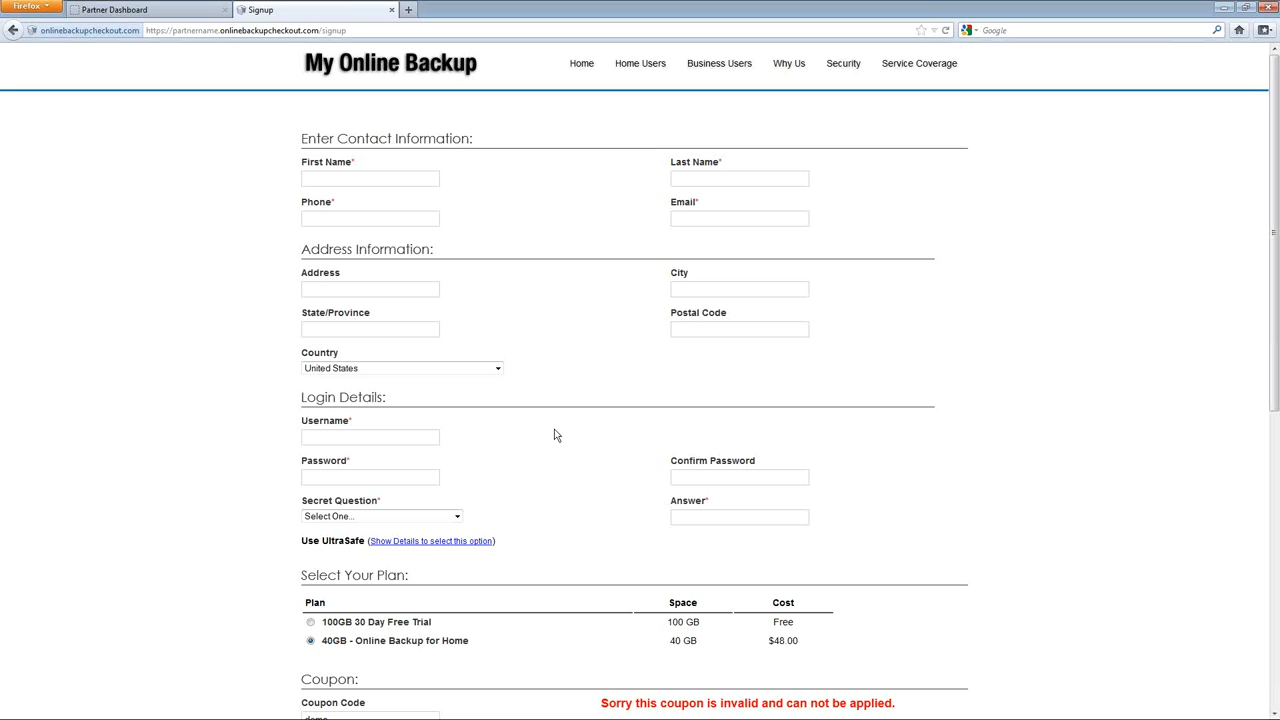 Firefox
Partner Dashboard
Signup
onlinebackupcheckout.com
https://partnername.onlinebackupcheckout.com/signup
Google
My Online Backup
Home Home Users Business Users Why Us Security Service Coverage
Enter Contact Information:
First Name* Last Name*
Phone* Email*
Address Information:
Address City
State/Province Postal Code
Country
United States
Login Details:
Username*
Password* Confirm Password
Secret Question* Answer*
Select One...
Use UltraSafe (Show Details to select this option)
Select Your Plan:
Plan Space Cost
100GB 30 Day Free Trial 100 GB Free
40GB - Online Backup for Home 40 GB $48.00
Coupon:
Coupon Code Sorry this coupon is invalid and can not be applied.